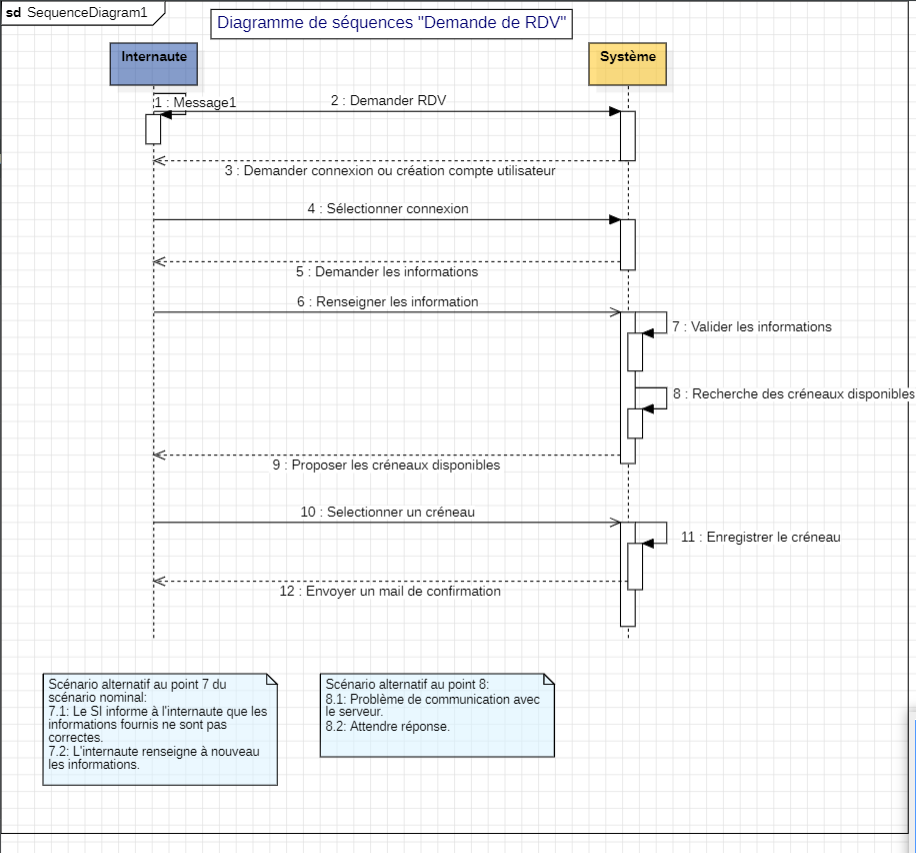 sd SequenceDiagram1
Diagramme de séquences "Demande de RDV"
Internaute
Système
1 : Message1
2 : Demander RDV
3 : Demander connexion ou création compte utilisateur
4 : Sélectionner connexion
5 : Demander les informations
6 : Renseigner les information
7 : Valider les informations
8 : Recherche des créneaux disponibles
9 : Proposer les créneaux disponibles
10 : Selectionner un créneau
11 : Enregistrer le créneau
12 : Envoyer un mail de confirmation
Scénario alternatif au point 7 du
scénario nominal:
7.1: Le SI informe à l'internaute que les
informations fournis ne sont pas
correctes.
7.2: L'internaute renseigne à nouveau
les informations.
Scénario alternatif au point 8:
8.1: Problème de communication avec
le serveur.
8.2: Attendre réponse.